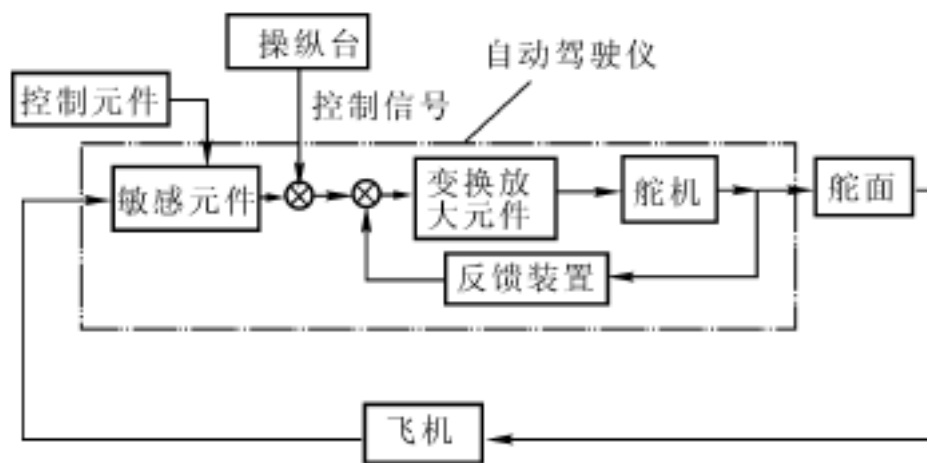 操纵台
自动驾驶仪
控制元件
控制信号
敏感元件
变换放
大元件
舵机
舵面
反馈装置
飞机